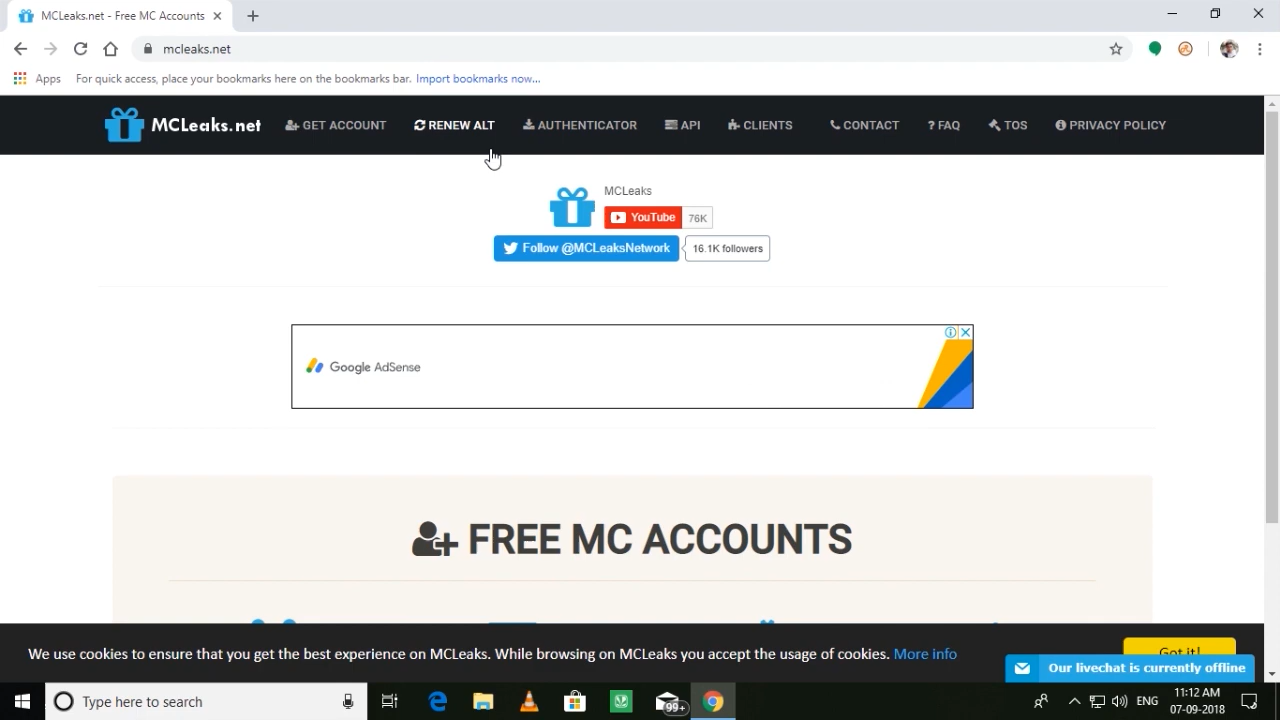 MCLeaks.net - Free MC Accounts
mcleaks.net
Apps For quick access, place your bookmarks here on the bookmarks bar. Import bookmarks now...
MCLeaks.net GET ACCOUNT RENEW ALT AUTHENTICATOR API CLIENTS CONTACT ? FAQ TOS PRIVACY POLICY
MCLeaks
YouTube 76K
Follow @MCLeaksNetwork 16.1K followers
Google AdSense
FREE MC ACCOUNTS
We use cookies to ensure that you get the best experience on MCLeaks. While browsing on MCLeaks you accept the usage of cookies. More info Got it!
Our livechat is currently offline
Type here to search 99+ ENG 11:12 AM
07-09-2018